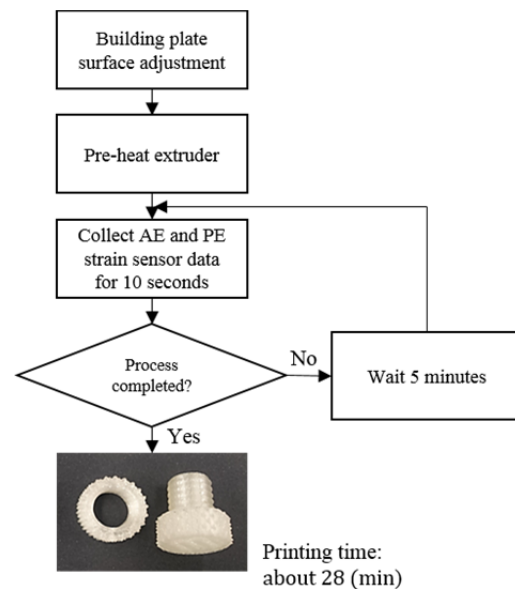 Building plate
surface adjustment
Pre-heat extruder
Collect AE and PE
strain sensor data
for 10 seconds
Process
completed?
No
Wait 5 minutes
Yes
Printing time:
about 28 (min)